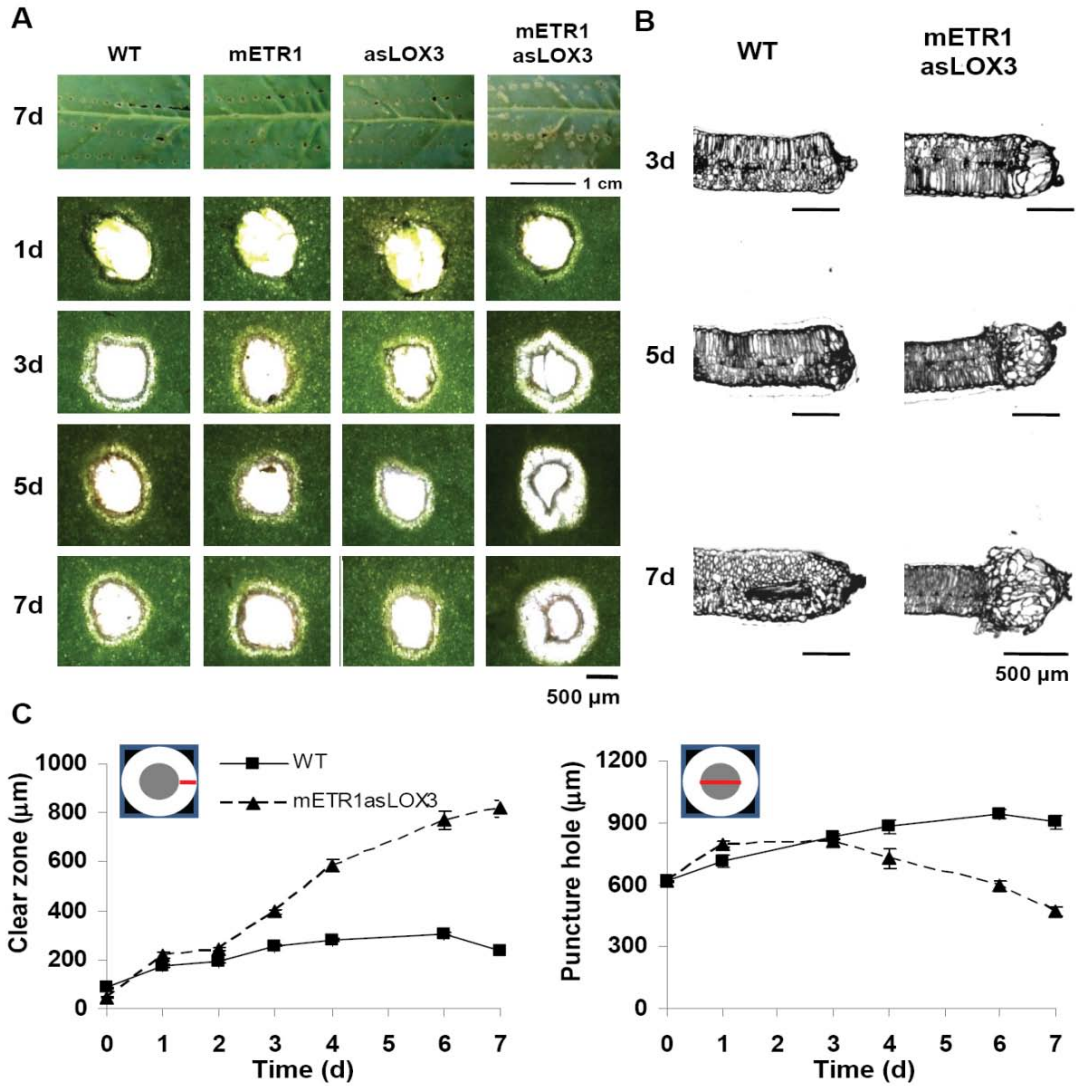 A
WT mETR1 asLOX3 mETR1 asLOX3
7d
1 cm
1d
3d
5d
7d
500 µm
B
WT mETR1 asLOX3
3d
5d
7d
500 µm
C
Clear zone (µm)
1000
800
600
400
200
0
WT
mETR1asLOX3
0 1 2 3 4 5 6 7
Time (d)
Puncture hole (µm)
1200
900
600
300
0
0 1 2 3 4 5 6 7
Time (d)